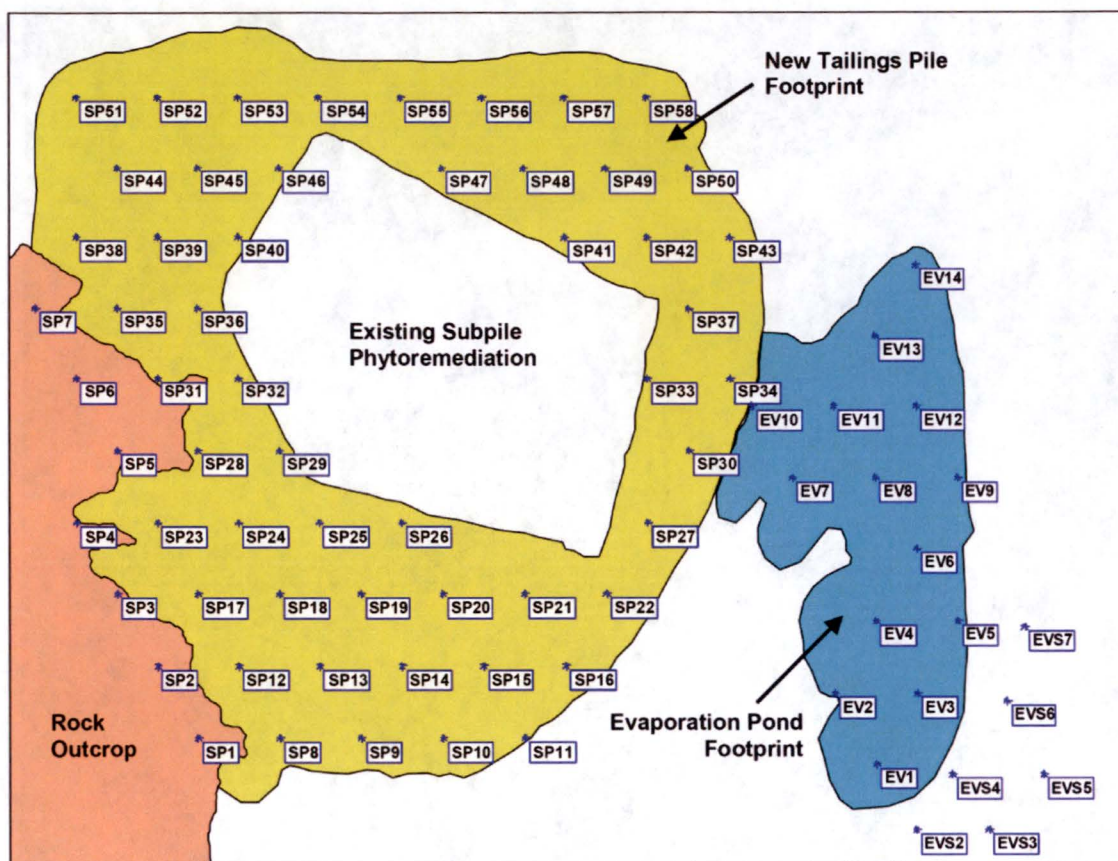 New Tailings Pile
Footprint
SP51 SP52 SP53 SP54 SP55 SP56 SP57 SP58
SP44 SP45 SP46 SP47 SP48 SP49 SP50
SP38 SP39 SP40 SP41 SP42 SP43
EV14
SP7 SP35 SP36 SP37
Existing Subpile
Phytoremediation
EV13
SP6 SP31 SP32 SP33 SP34
EV10 EV11 EV12
SP5 SP28 SP29 SP30
EV7 EV8 EV9
SP4 SP23 SP24 SP25 SP26 SP27
EV6
SP3 SP17 SP18 SP19 SP20 SP21 SP22
EV4 EV5 EVS7
SP2 SP12 SP13 SP14 SP15 SP16
EV2 EV3 EVS6
Rock
Outcrop
Evaporation Pond
Footprint
SP1 SP8 SP9 SP10 SP11
EV1 EVS4 EVS5
EVS2 EVS3